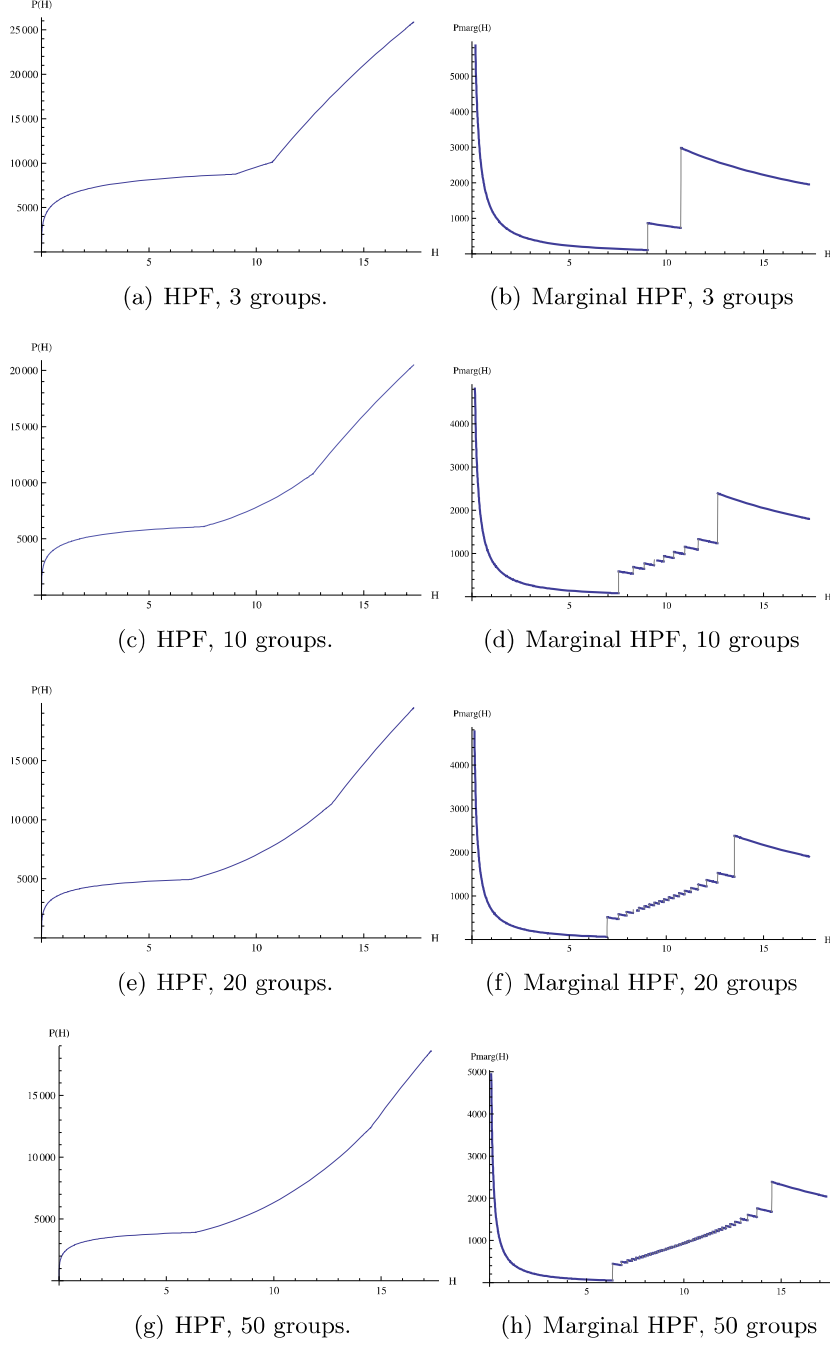 P(H)
25000
20000
15000
10000
5000
5 10 15 H
Pmarg(H)
5000
4000
3000
2000
1000
5 10 15 H
(a) HPF, 3 groups.
(b) Marginal HPF, 3 groups
P(H)
20000
15000
10000
5000
5 10 15 H
Pmarg(H)
4000
3000
2000
1000
5 10 15 H
(c) HPF, 10 groups.
(d) Marginal HPF, 10 groups
P(H)
15000
10000
5000
5 10 15 H
Pmarg(H)
4000
3000
2000
1000
5 10 15 H
(e) HPF, 20 groups.
(f) Marginal HPF, 20 groups
P(H)
15000
10000
5000
5 10 15 H
Pmarg(H)
5000
4000
3000
2000
1000
5 10 15
(g) HPF, 50 groups.
(h) Marginal HPF, 50 groups